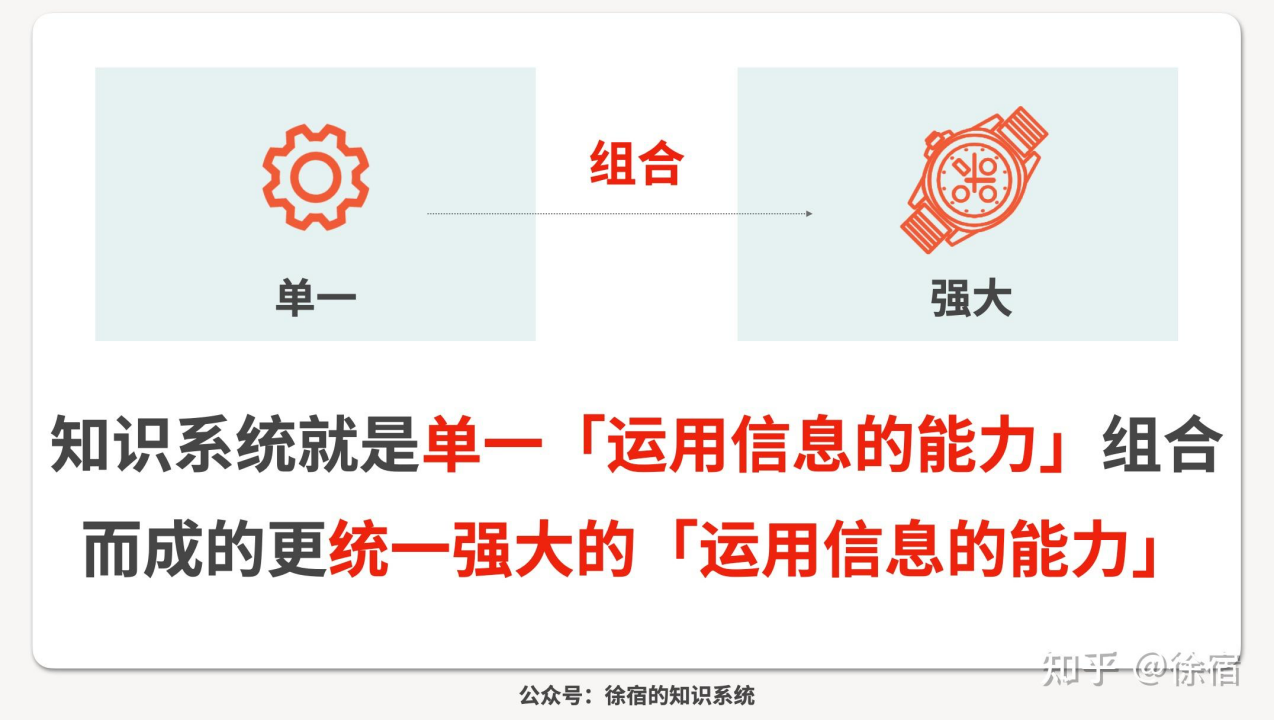 组合
单一
强大
知识系统就是单一「运用信息的能力」组合
而成的更统一强大的「运用信息的能力」
知乎 @徐宿
公众号：徐宿的知识系统